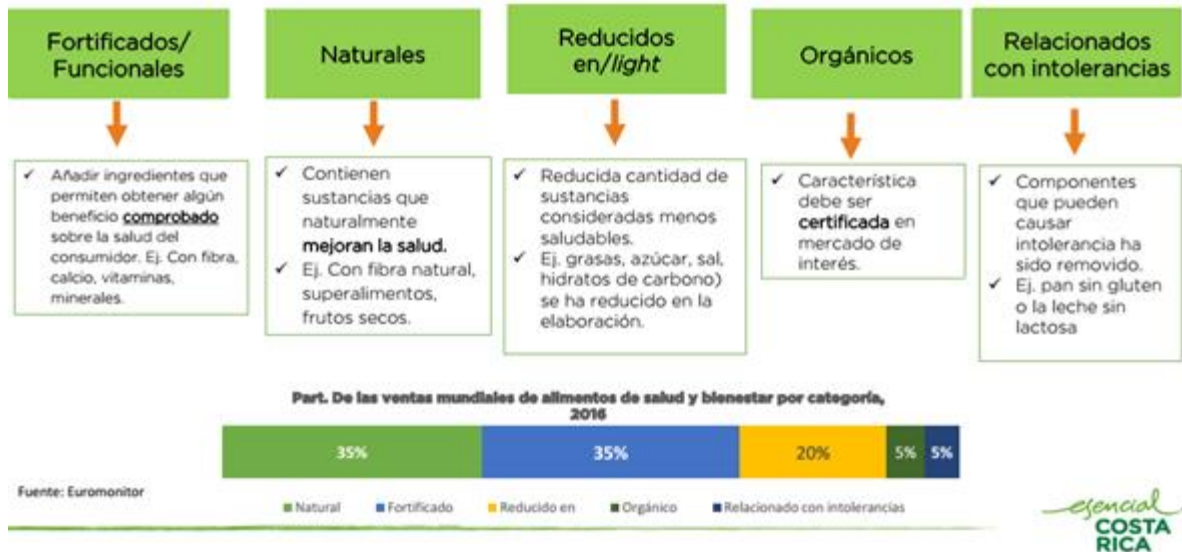 Fortificados/
Funcionales
Naturales
Reducidos
en/light
Orgánicos
Relacionados
con intolerancias
✓ Añadir ingredientes que
permiten obtener algún
beneficio comprobado
sobre la salud del
consumidor. Ej. Con fibra,
calcio, vitaminas,
minerales.
✓ Contienen
sustancias que
naturalmente
mejoran la salud.
✓ Ej. Con fibra natural,
superalimentos,
frutos secos.
✓ Reducida cantidad de
sustancias
consideradas menos
saludables.
✓ Ej. grasas, azúcar, sal,
hidratos de carbono)
se ha reducido en la
elaboración.
✓ Característica
debe ser
certificada en
mercado de
interés.
✓ Componentes
que pueden
causar
intolerancia ha
sido removido.
✓ Ej. pan sin gluten
o la leche sin
lactosa
Part. De las ventas mundiales de alimentos de salud y bienestar por categoría,
2016
35% 35% 20% 5% 5%
Fuente: Euromonitor
Natural Fortificado Reducido en Orgánico Relacionado con intolerancias
esencial
COSTA
RICA